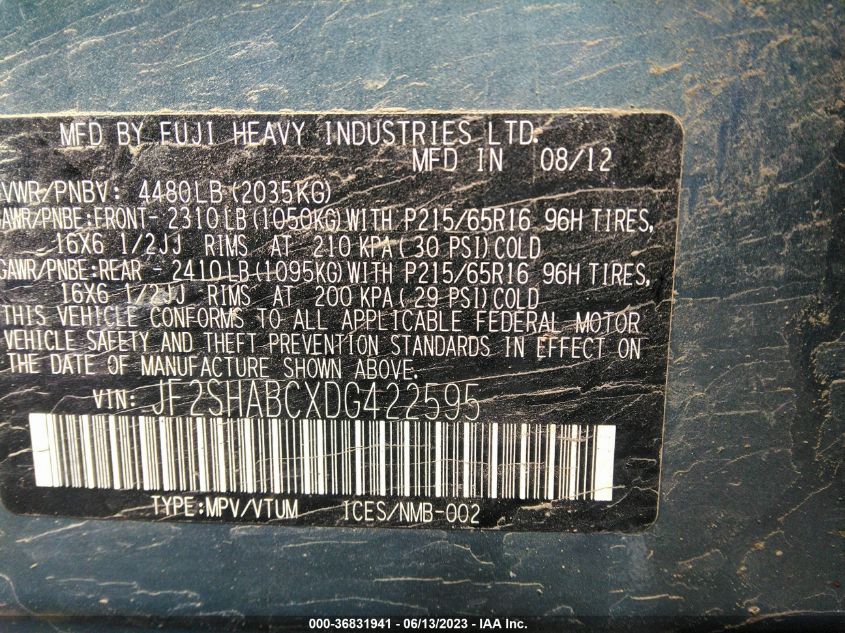 MFD BY FUJI HEAVY INDUSTRIES LTD.
MFD IN 08/12
VWR/PNBV: 4480LB(2035KG)
GAWR/PNBE:FRONT- 2310LB(1050KG)WITH P215/65R16 96H TIRES,
16X6 1/2JJ RIMS AT 210 KPA(30 PSI)COLD
GAWR/PNBE:REAR - 2410LB(1095KG)WITH P215/65R16 96H TIRES,
16X6 1/2JJ RIMS AT 200 KPA(29 PSI)COLD
THIS VEHICLE CONFORMS TO ALL APPLICABLE FEDERAL MOTOR
VEHICLE SAFETY AND THEFT PREVENTION STANDARDS IN EFFECT ON
THE DATE OF MANUFACTURE SHOWN ABOVE.
VIN: JF2SHABCXDG422595
TYPE:MPV/VTUM ICES/NMB-002
000-36831941 - 06/13/2023 - IAA Inc.